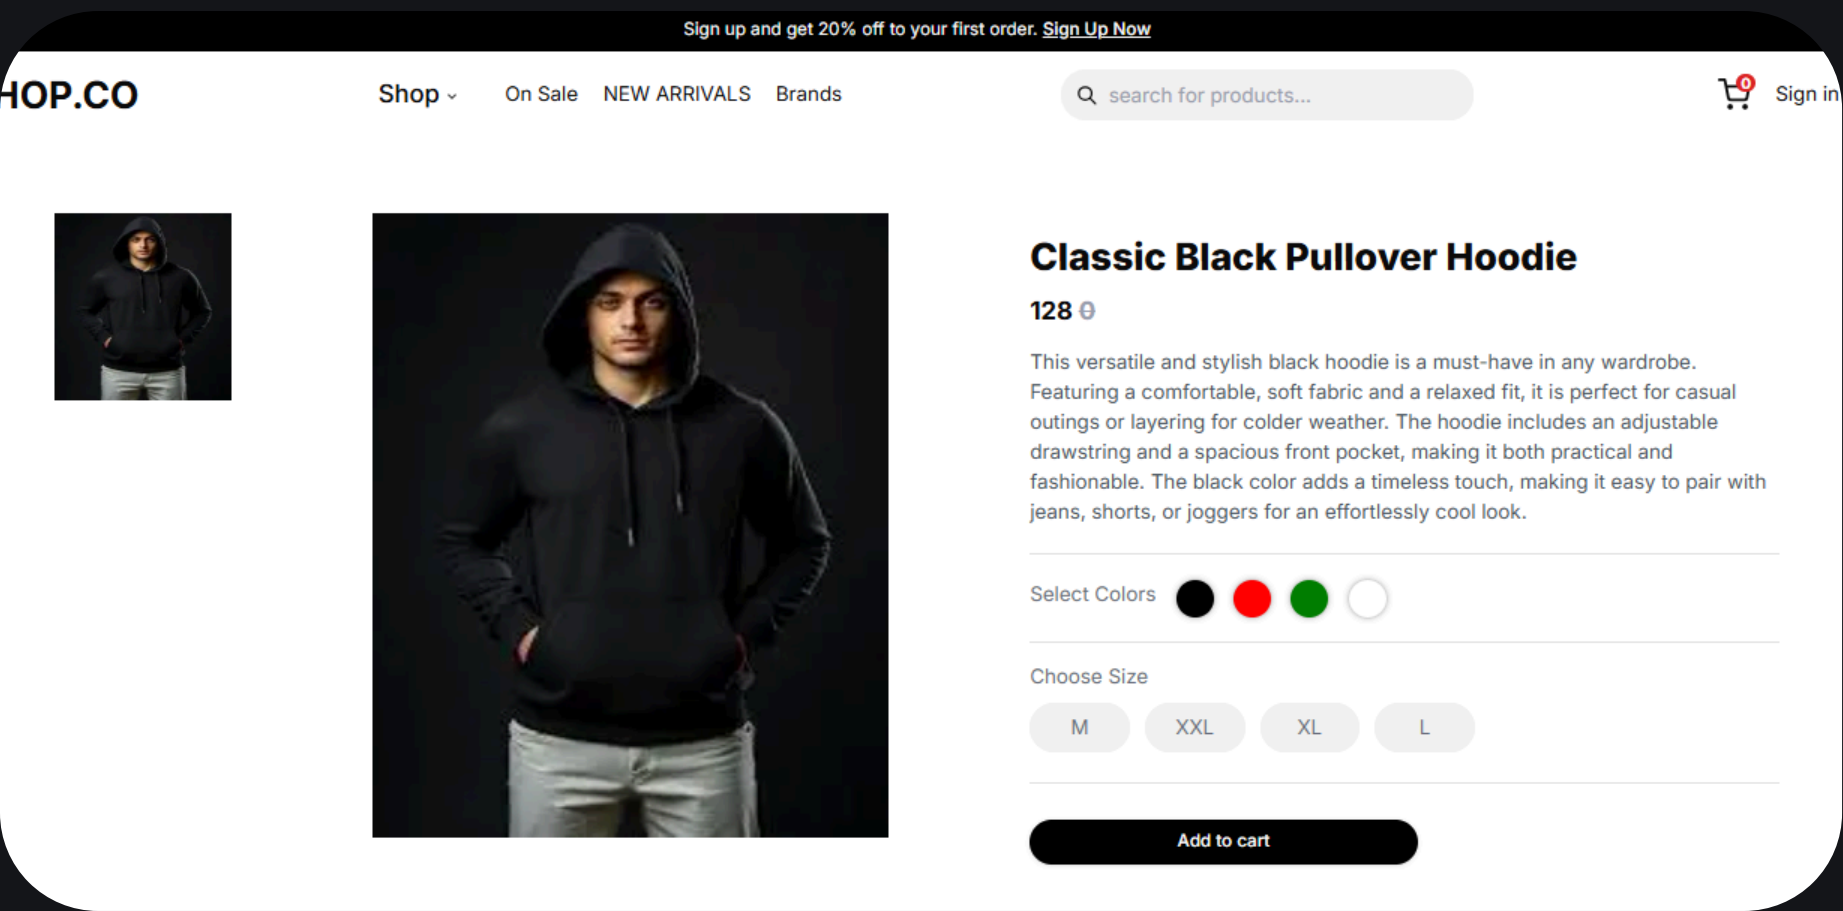 Sign up and get 20% off to your first order. Sign Up Now
HOP.CO
Shop
On Sale
NEW ARRIVALS
Brands
search for products...
0
Sign in
Classic Black Pullover Hoodie
128 0
This versatile and stylish black hoodie is a must-have in any wardrobe.
Featuring a comfortable, soft fabric and a relaxed fit, it is perfect for casual
outings or layering for colder weather. The hoodie includes an adjustable
drawstring and a spacious front pocket, making it both practical and
fashionable. The black color adds a timeless touch, making it easy to pair with
jeans, shorts, or joggers for an effortlessly cool look.
Select Colors
Choose Size
M
XXL
XL
L
Add to cart